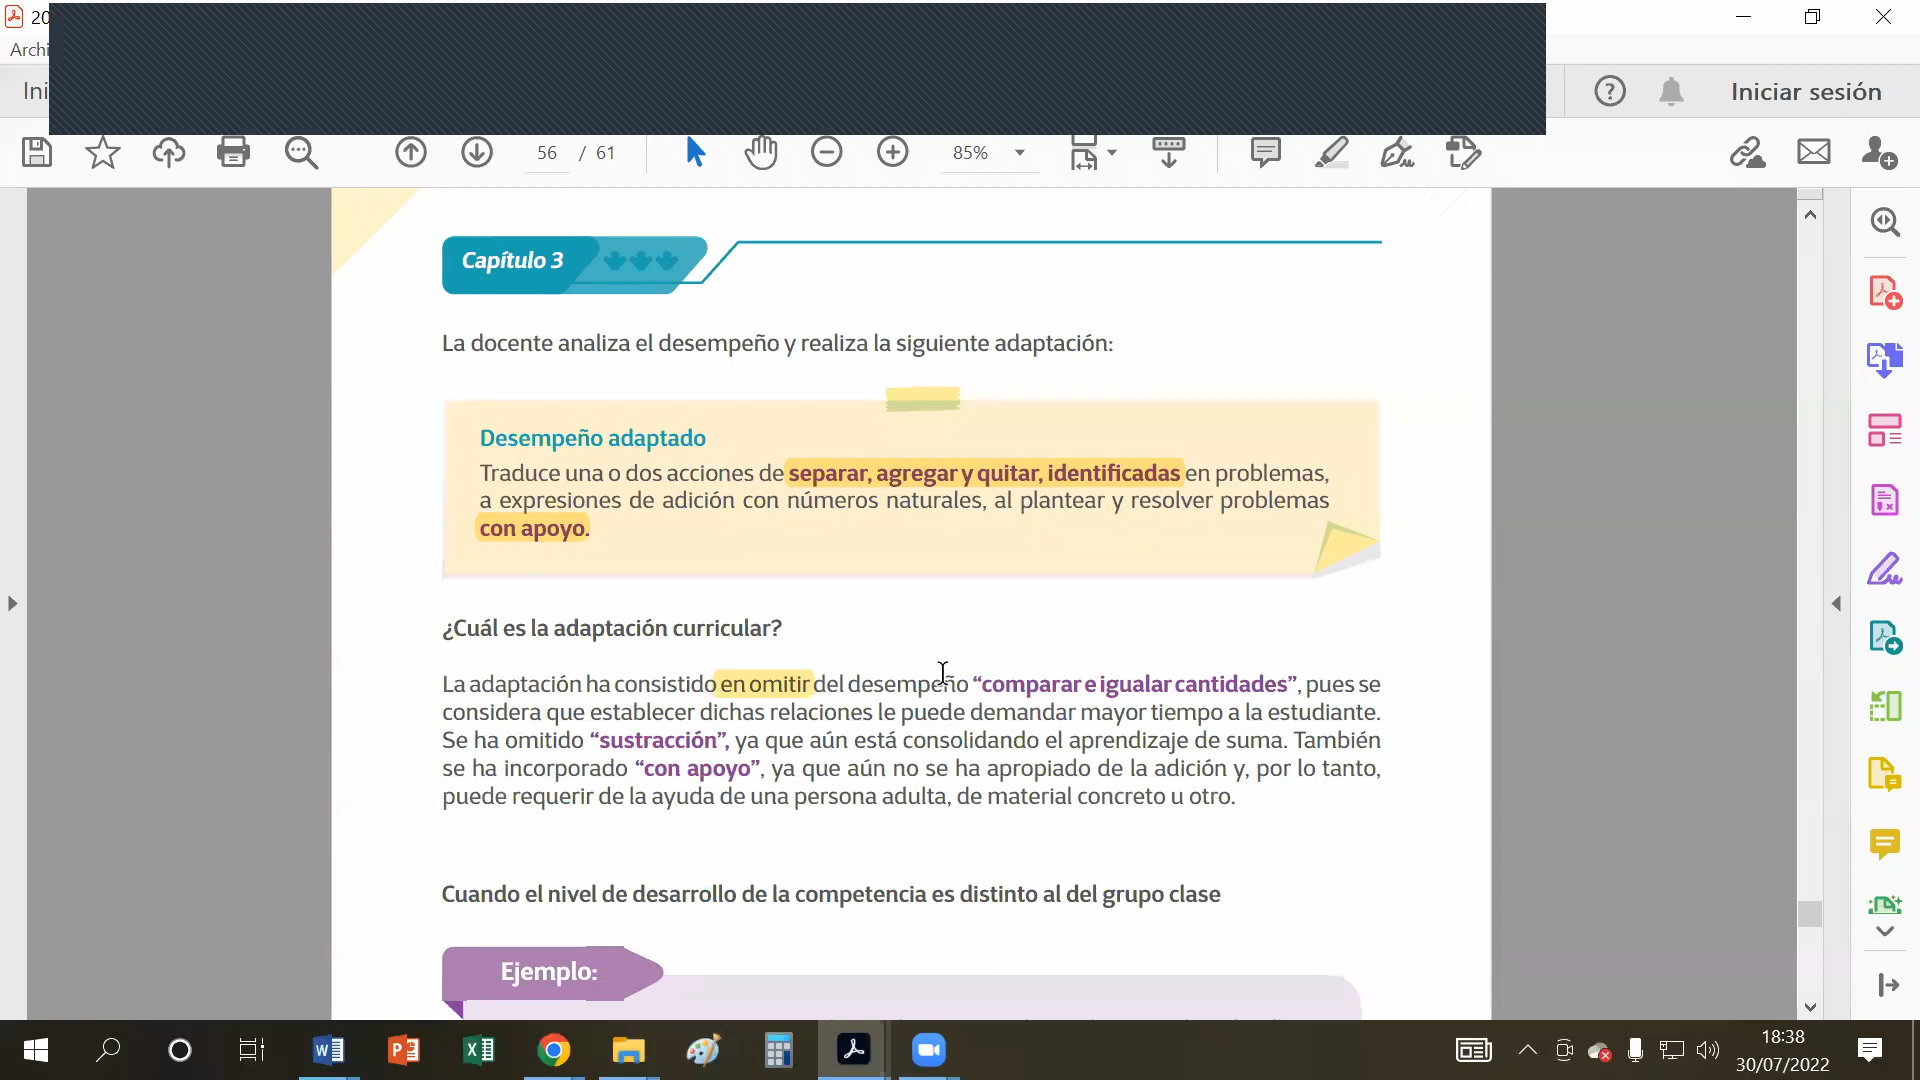 20
Archi
Ini
Iniciar sesión
56 / 61
85%
Capítulo 3
La docente analiza el desempeño y realiza la siguiente adaptación:
Desempeño adaptado
Traduce una o dos acciones de separar, agregar y quitar, identificadas en problemas,
a expresiones de adición con números naturales, al plantear y resolver problemas
con apoyo.
¿Cuál es la adaptación curricular?
La adaptación ha consistido en omitir del desempeño “comparar e igualar cantidades”, pues se
considera que establecer dichas relaciones le puede demandar mayor tiempo a la estudiante.
Se ha omitido “sustracción”, ya que aún está consolidando el aprendizaje de suma. También
se ha incorporado “con apoyo”, ya que aún no se ha apropiado de la adición y, por lo tanto,
puede requerir de la ayuda de una persona adulta, de material concreto u otro.
Cuando el nivel de desarrollo de la competencia es distinto al del grupo clase
Ejemplo:
18:38
30/07/2022